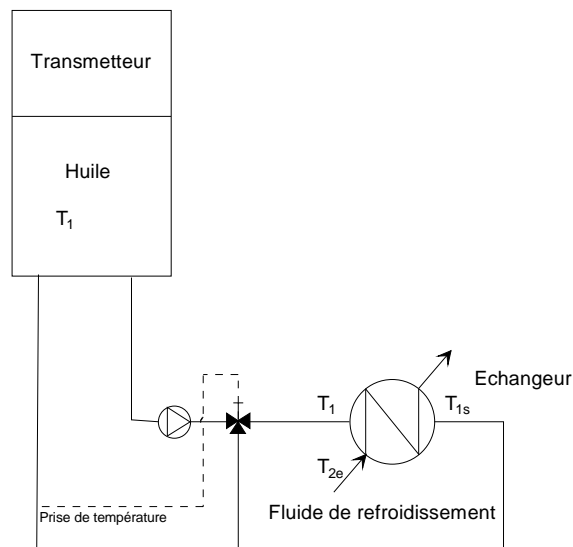 Transmetteur
Huile
T₁
T₁
Echangeur
T₁ₛ
T₂ₑ
Fluide de refroidissement
Prise de température